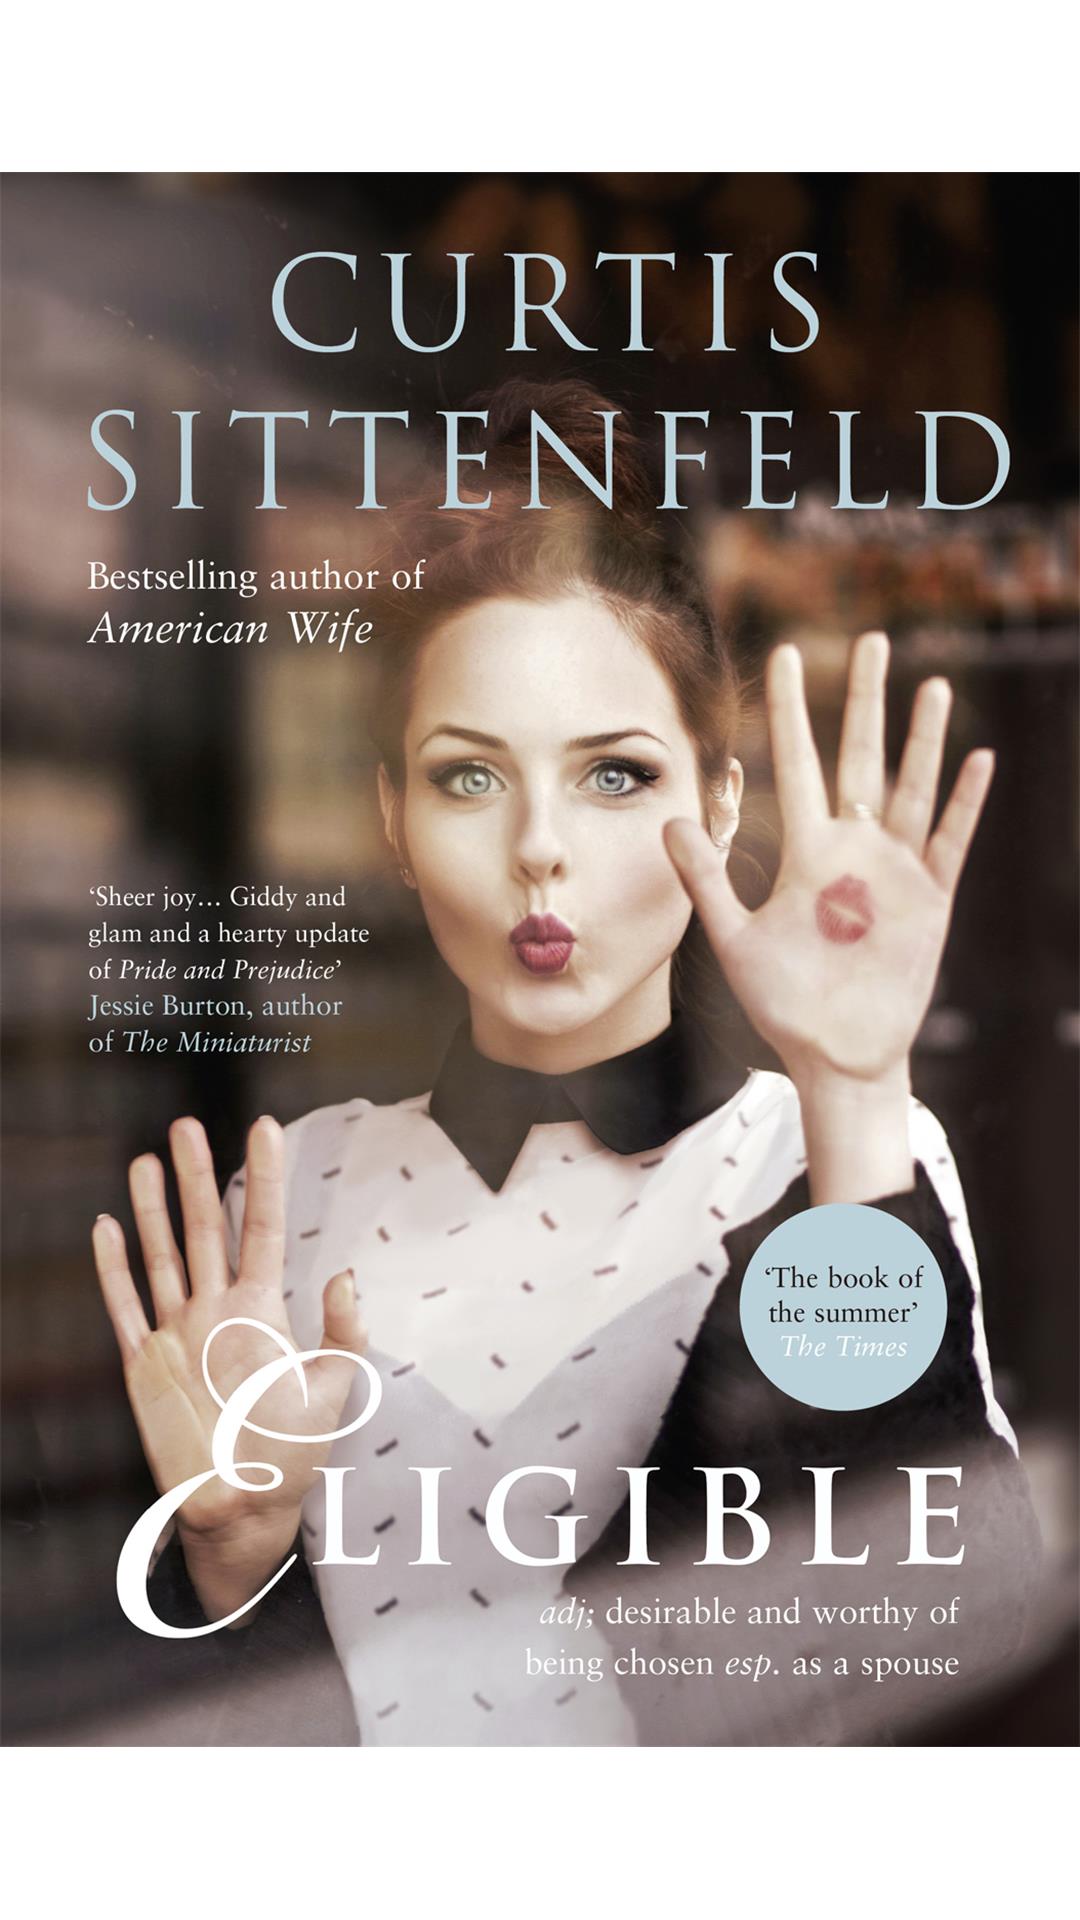 CURTIS
SITTENFELD
Bestselling author of
American Wife
‘Sheer joy… Giddy and
glam and a hearty update
of Pride and Prejudice’
Jessie Burton, author
of The Miniaturist
‘The book of
the summer’
The Times
ELIGIBLE
adj; desirable and worthy of
being chosen esp. as a spouse